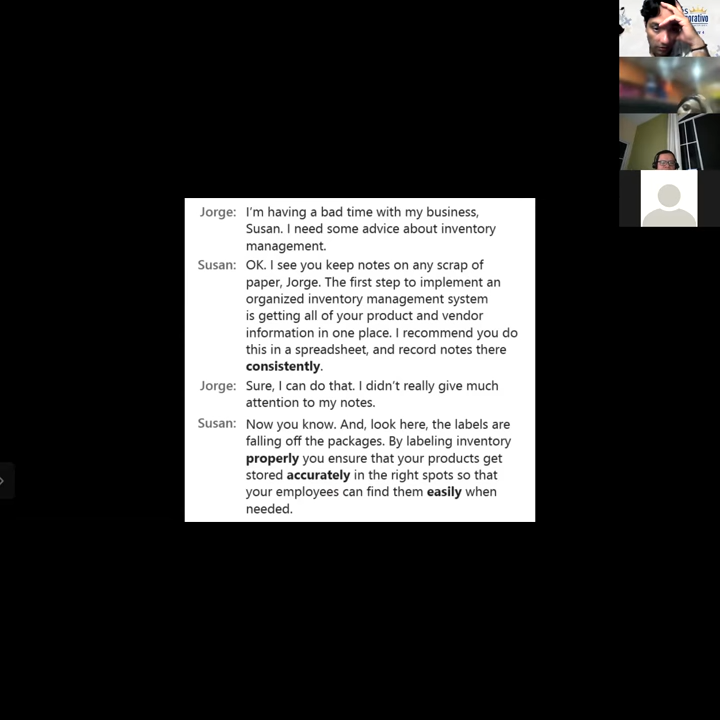 Jorge: I'm having a bad time with my business,
Susan. I need some advice about inventory
management.
Susan: OK. I see you keep notes on any scrap of
paper, Jorge. The first step to implement an
organized inventory management system
is getting all of your product and vendor
information in one place. I recommend you do
this in a spreadsheet, and record notes there
consistently.
Jorge: Sure, I can do that. I didn't really give much
attention to my notes.
Susan: Now you know. And, look here, the labels are
falling off the packages. By labeling inventory
properly you ensure that your products get
stored accurately in the right spots so that
your employees can find them easily when
needed.